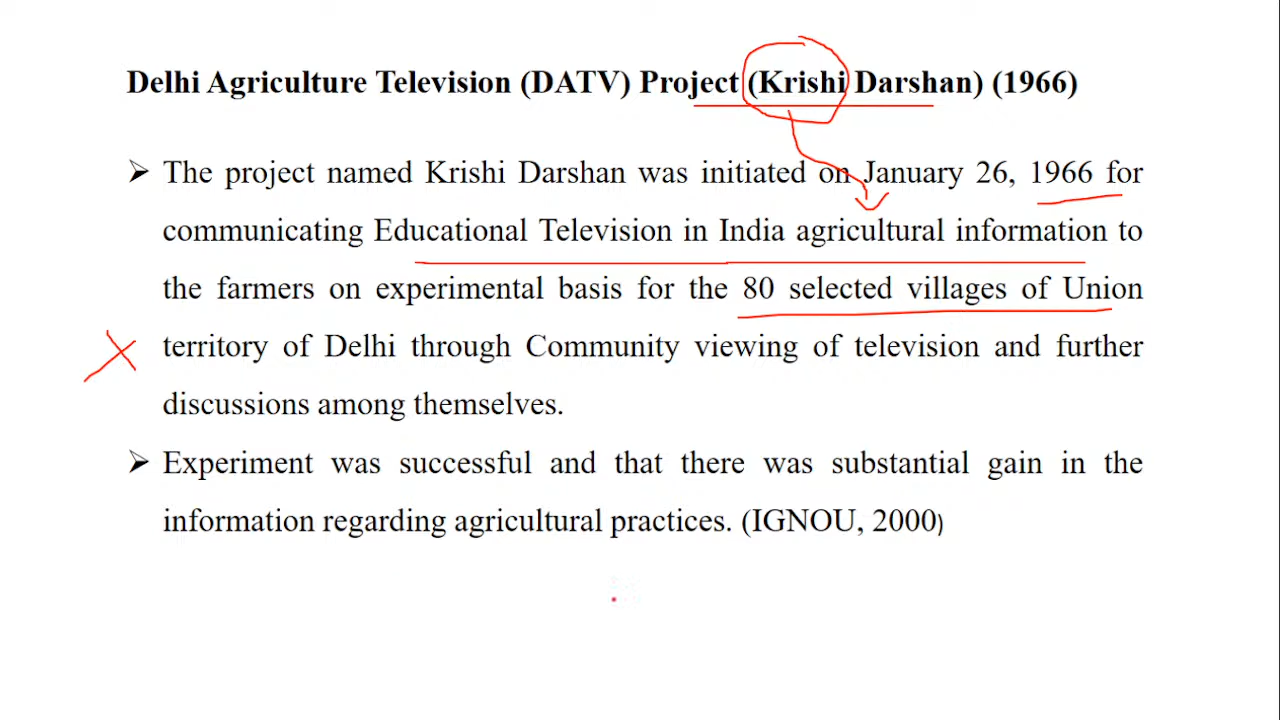 Delhi Agriculture Television (DATV) Project (Krishi Darshan) (1966)
➢ The project named Krishi Darshan was initiated on January 26, 1966 for
communicating Educational Television in India agricultural information to
the farmers on experimental basis for the 80 selected villages of Union
territory of Delhi through Community viewing of television and further
discussions among themselves.
➢ Experiment was successful and that there was substantial gain in the
information regarding agricultural practices. (IGNOU, 2000)